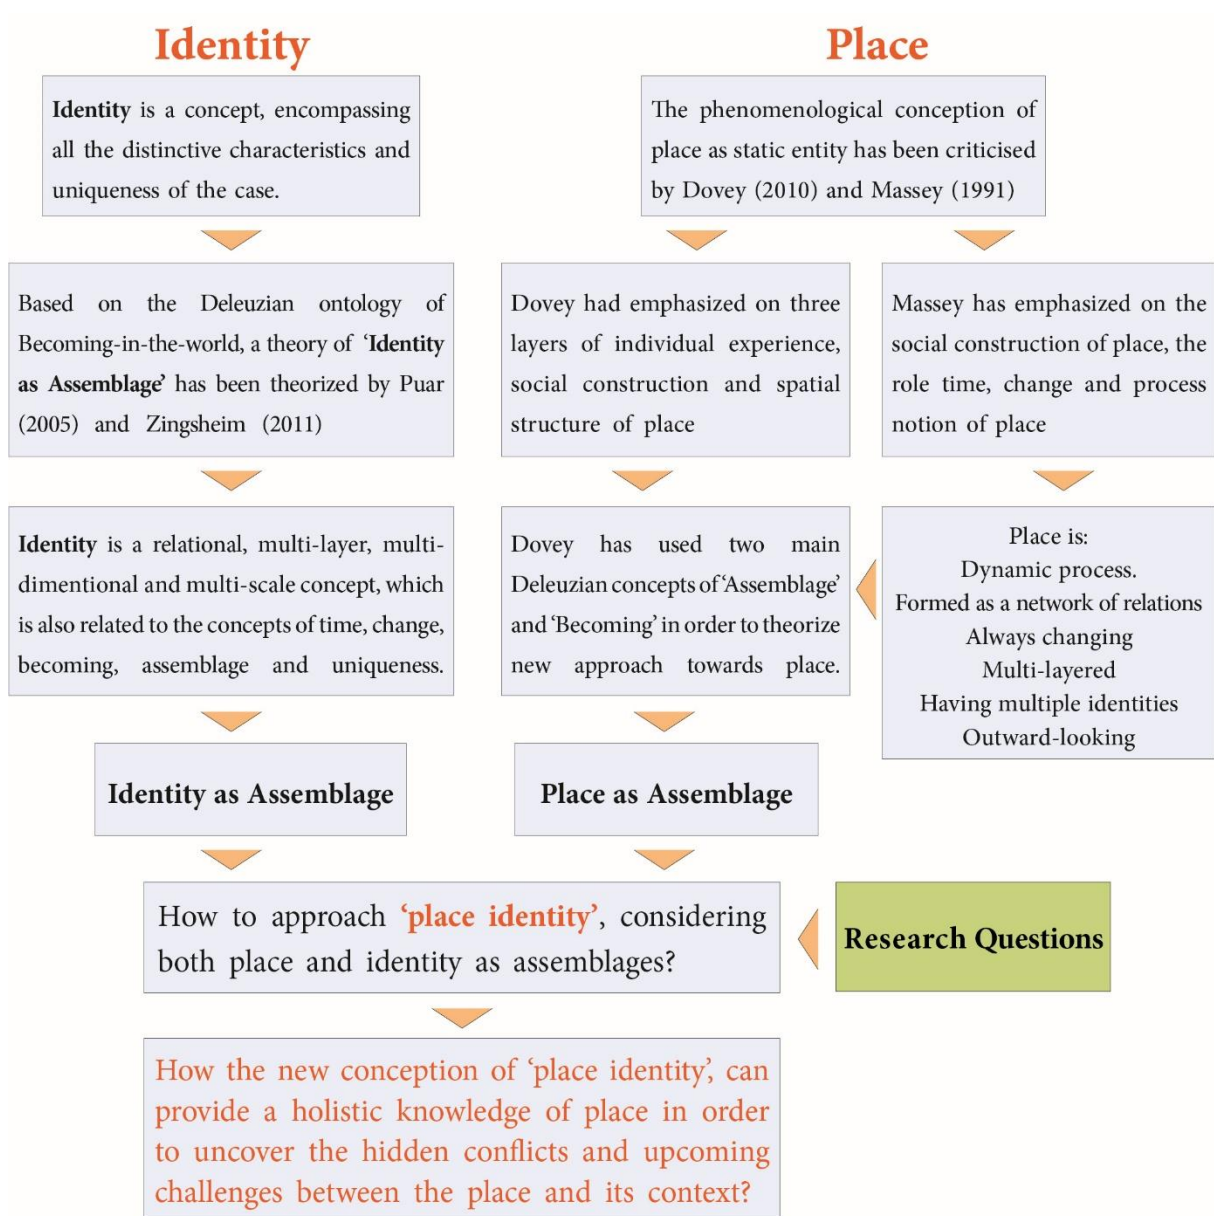 Identity
Identity is a concept, encompassing
all the distinctive characteristics and
uniqueness of the case.
Based on the Deleuzian ontology of
Becoming-in-the-world, a theory of ‘Identity
as Assemblage’ has been theorized by Puar
(2005) and Zingsheim (2011)
Identity is a relational, multi-layer, multi-
dimentional and multi-scale concept, which
is also related to the concepts of time, change,
becoming, assemblage and uniqueness.
Identity as Assemblage
Place
The phenomenological conception of
place as static entity has been criticised
by Dovey (2010) and Massey (1991)
Dovey had emphasized on three
layers of individual experience,
social construction and spatial
structure of place
Massey has emphasized on the
social construction of place, the
role time, change and process
notion of place
Dovey has used two main
Deleuzian concepts of ‘Assemblage’
and ‘Becoming’ in order to theorize
new approach towards place.
Place is:
Dynamic process.
Formed as a network of relations
Always changing
Multi-layered
Having multiple identities
Outward-looking
Place as Assemblage
How to approach ‘place identity’, considering
both place and identity as assemblages?
Research Questions
How the new conception of ‘place identity’, can
provide a holistic knowledge of place in order
to uncover the hidden conflicts and upcoming
challenges between the place and its context?